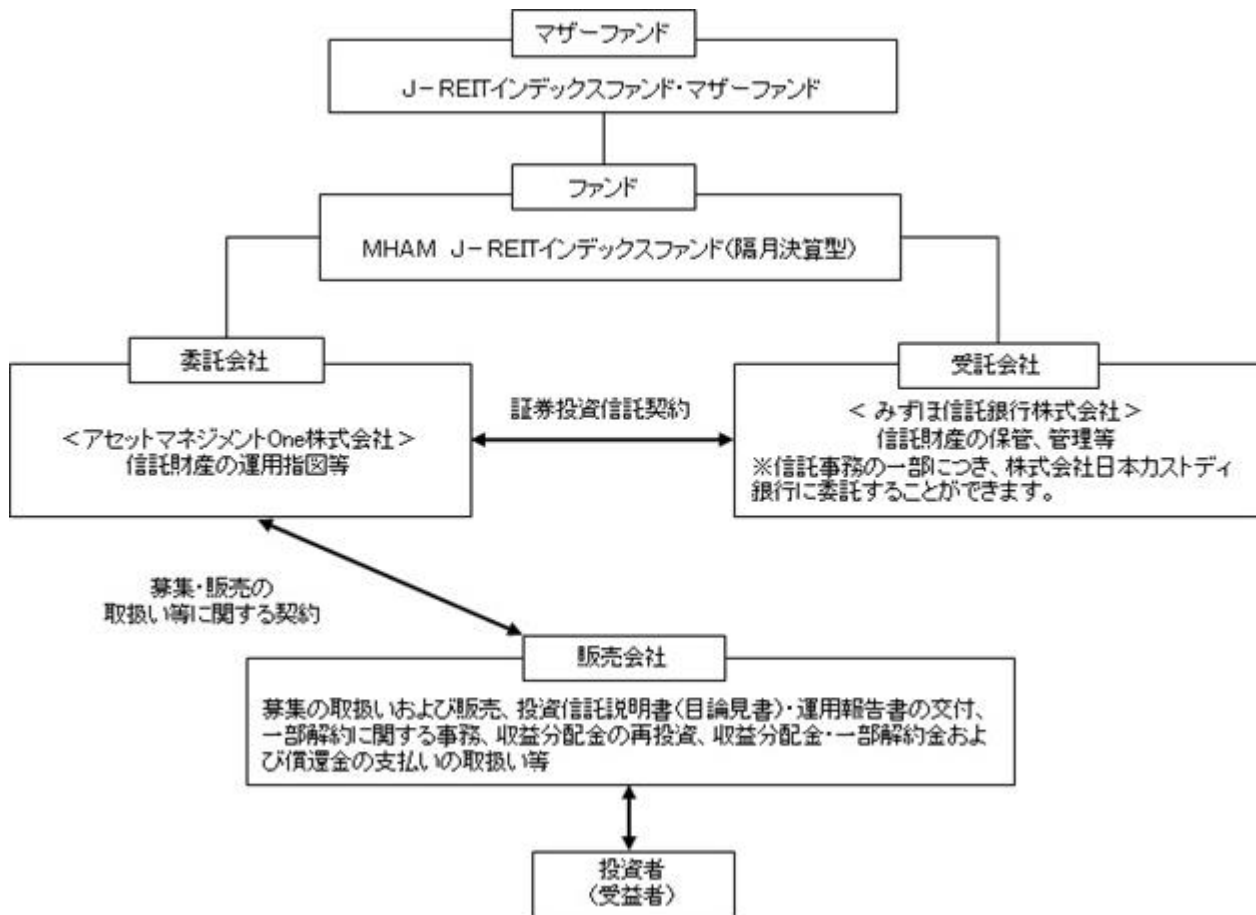 マザーファンド
J-REITインデックスファンド・マザーファンド
ファンド
MHAM J-REITインデックスファンド(隔月決算型)
委託会社
<アセットマネジメントOne株式会社>
信託財産の運用指図等
証券投資信託契約
受託会社
<みずほ信託銀行株式会社>
信託財産の保管、管理等
※信託事務の一部につき、株式会社日本カストディ
銀行に委託することができます。
募集・販売の
取扱い等に関する契約
販売会社
募集の取扱いおよび販売、投資信託説明書(目論見書)・運用報告書の交付、
一部解約に関する事務、収益分配金の再投資、収益分配金・一部解約金およ
び償還金の支払いの取扱い等
投資者
(受益者)